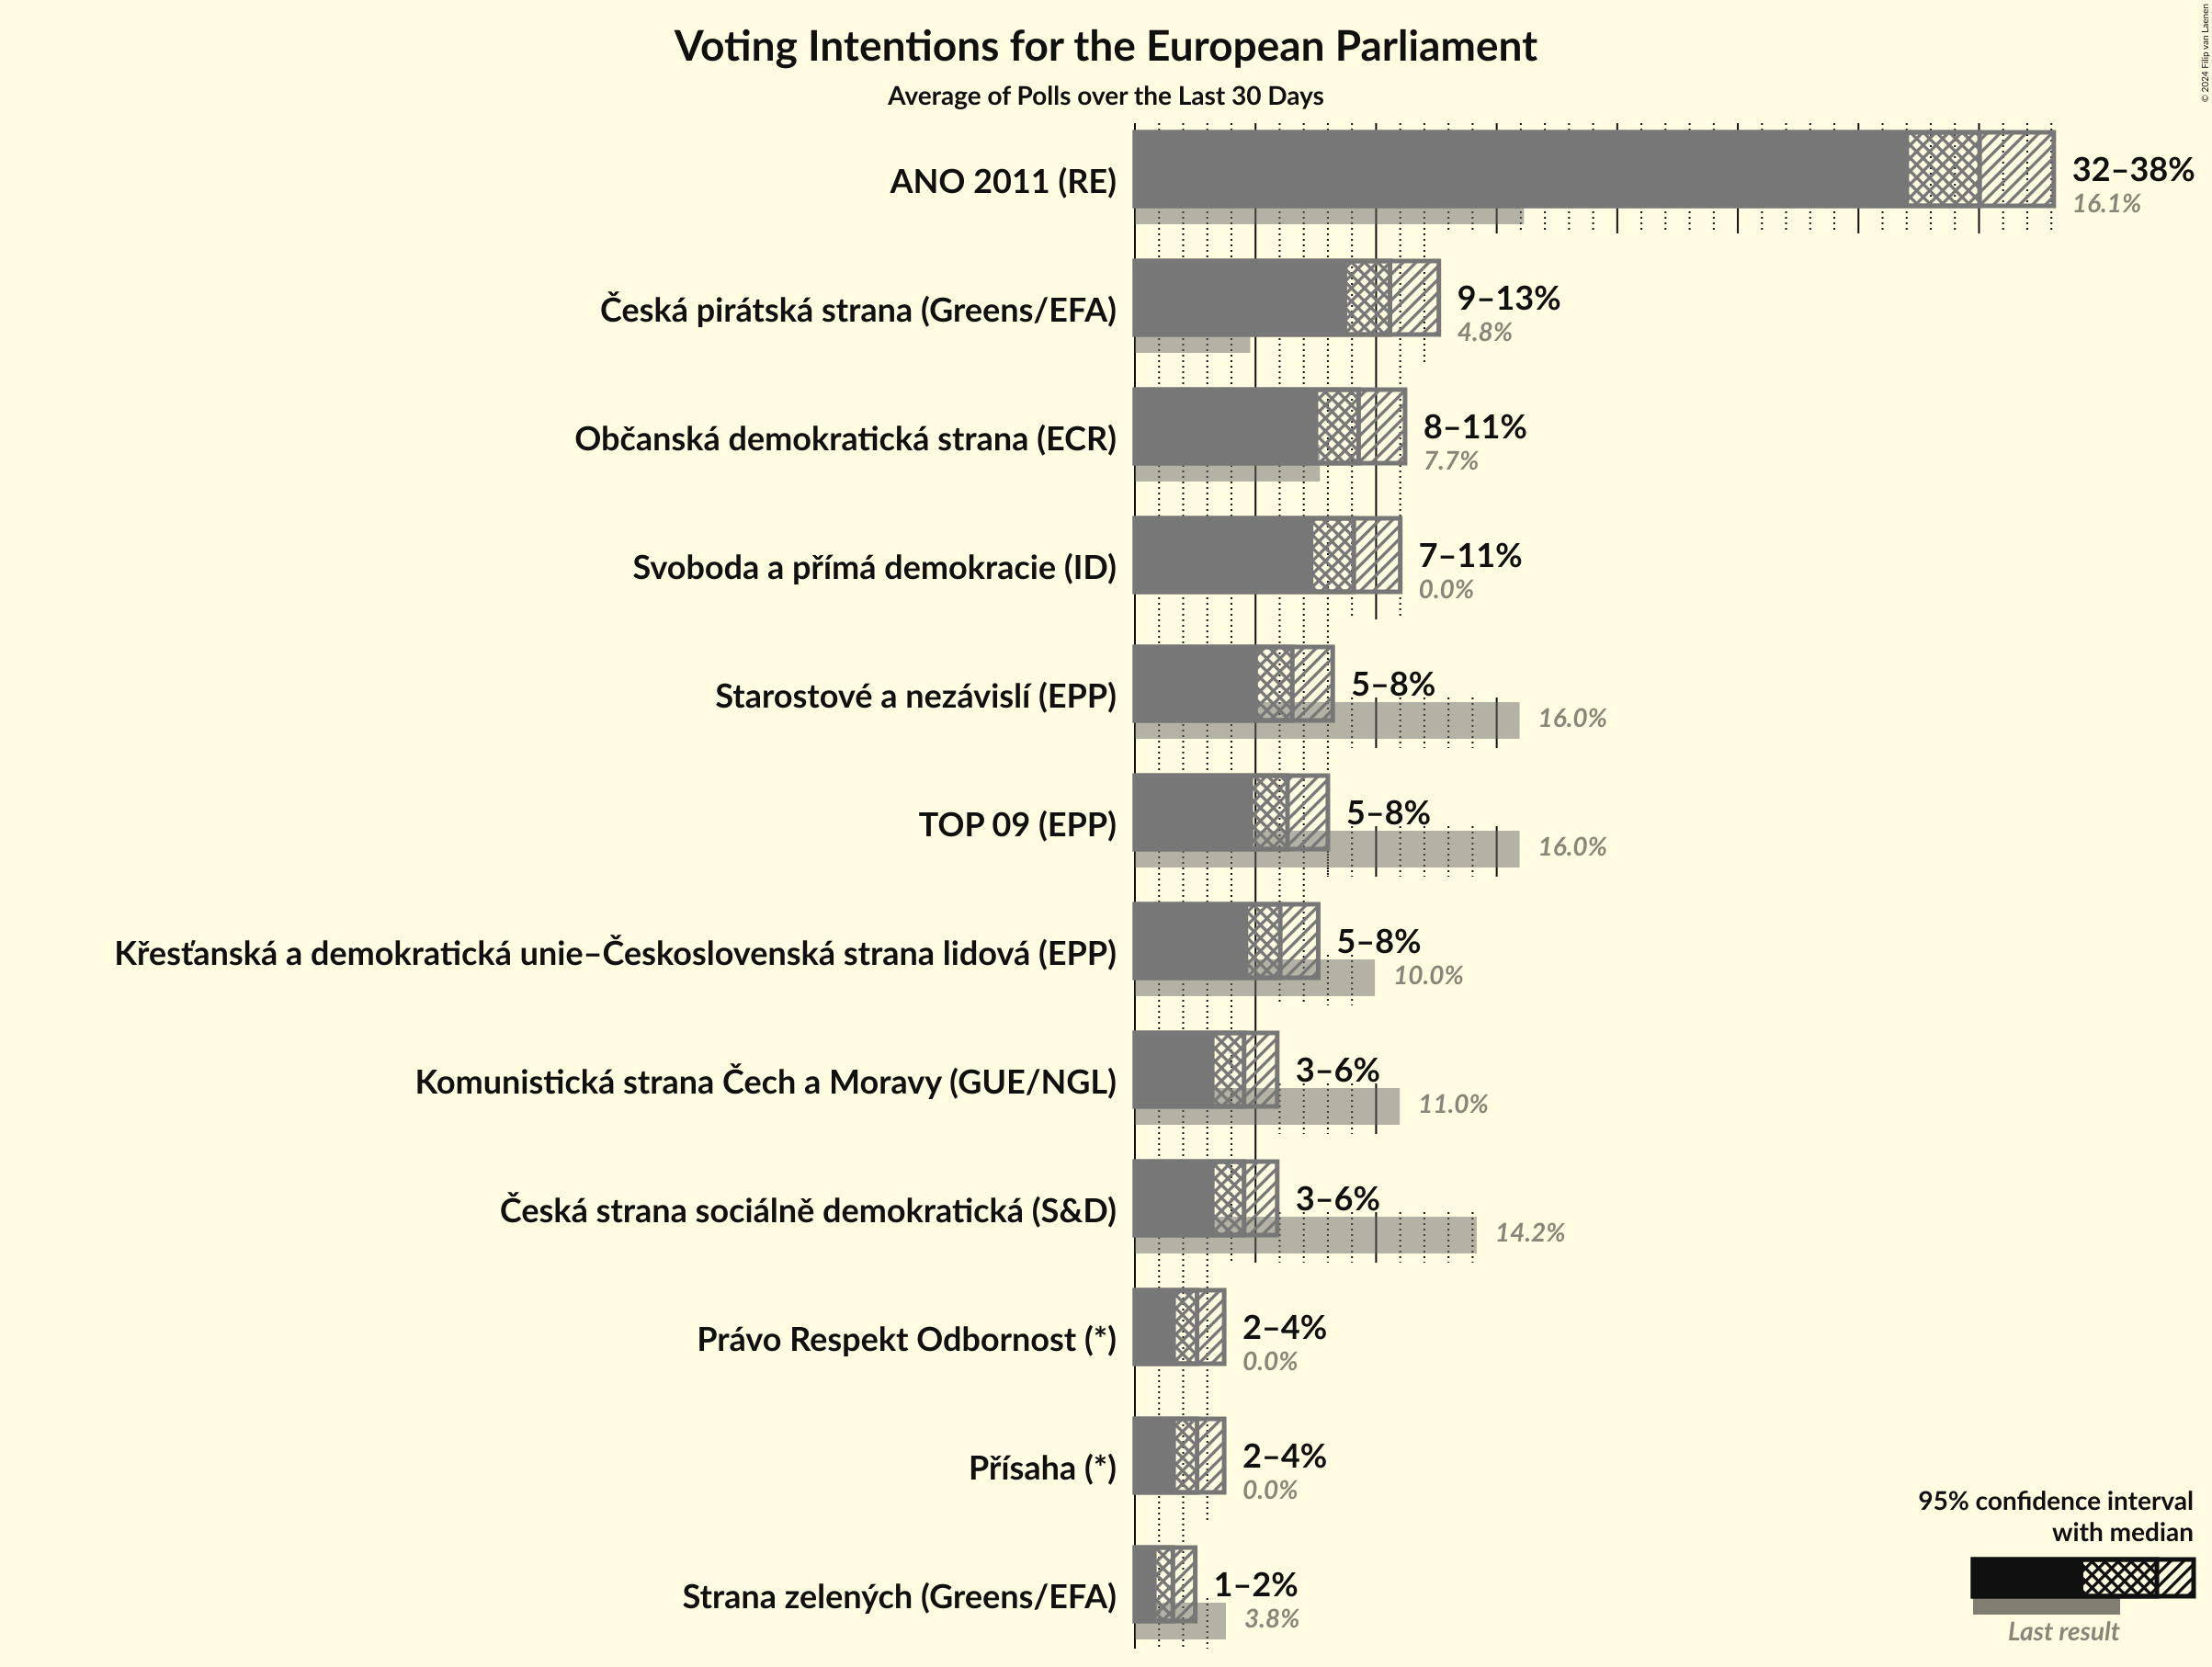 Voting Intentions for the European Parliament
Average of Polls over the Last 30 Days
© 2024 Filip van Laenen
ANO 2011 (RE)
32–38%
16.1%
Česká pirátská strana (Greens/EFA)
9–13%
4.8%
Občanská demokratická strana (ECR)
8–11%
7.7%
Svoboda a přímá demokracie (ID)
7–11%
0.0%
Starostové a nezávislí (EPP)
5–8%
16.0%
TOP 09 (EPP)
5–8%
16.0%
Křesťanská a demokratická unie–Československá strana lidová (EPP)
5–8%
10.0%
Komunistická strana Čech a Moravy (GUE/NGL)
3–6%
11.0%
Česká strana sociálně demokratická (S&D)
3–6%
14.2%
Právo Respekt Odbornost (*)
2–4%
0.0%
Přísaha (*)
2–4%
0.0%
Strana zelených (Greens/EFA)
1–2%
3.8%
95% confidence interval
with median
Last result